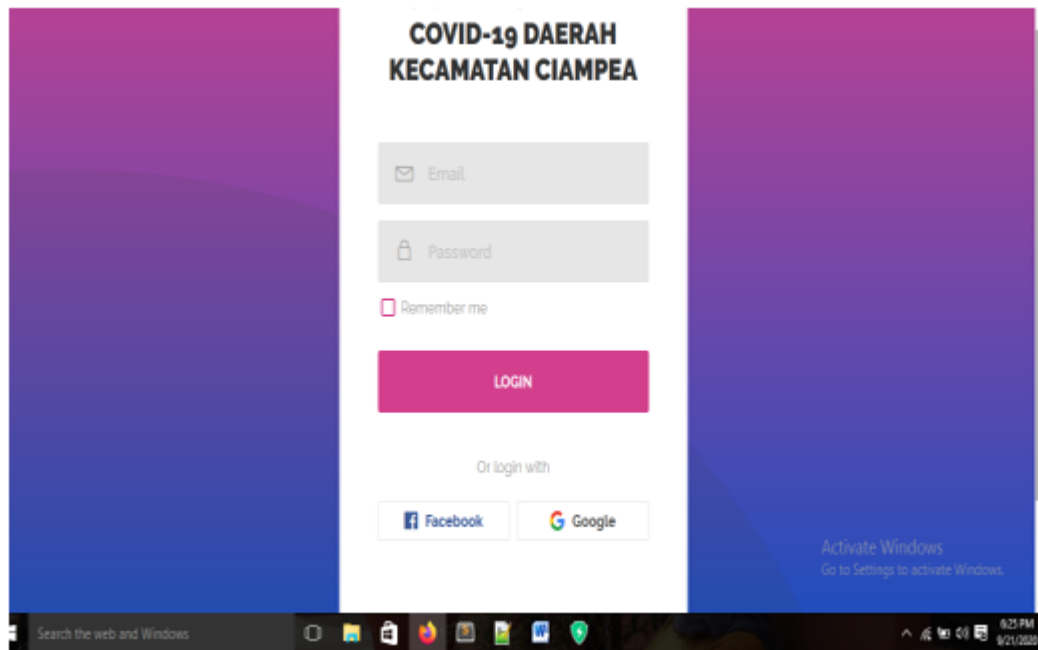 COVID-19 DAERAH
KECAMATAN CIAMPEA
Email
Password
Remember me
LOGIN
Or login with
Facebook
Google
Activate Windows
Go to Settings to activate Windows.
Search the web and Windows
6:25 PM
9/21/2020